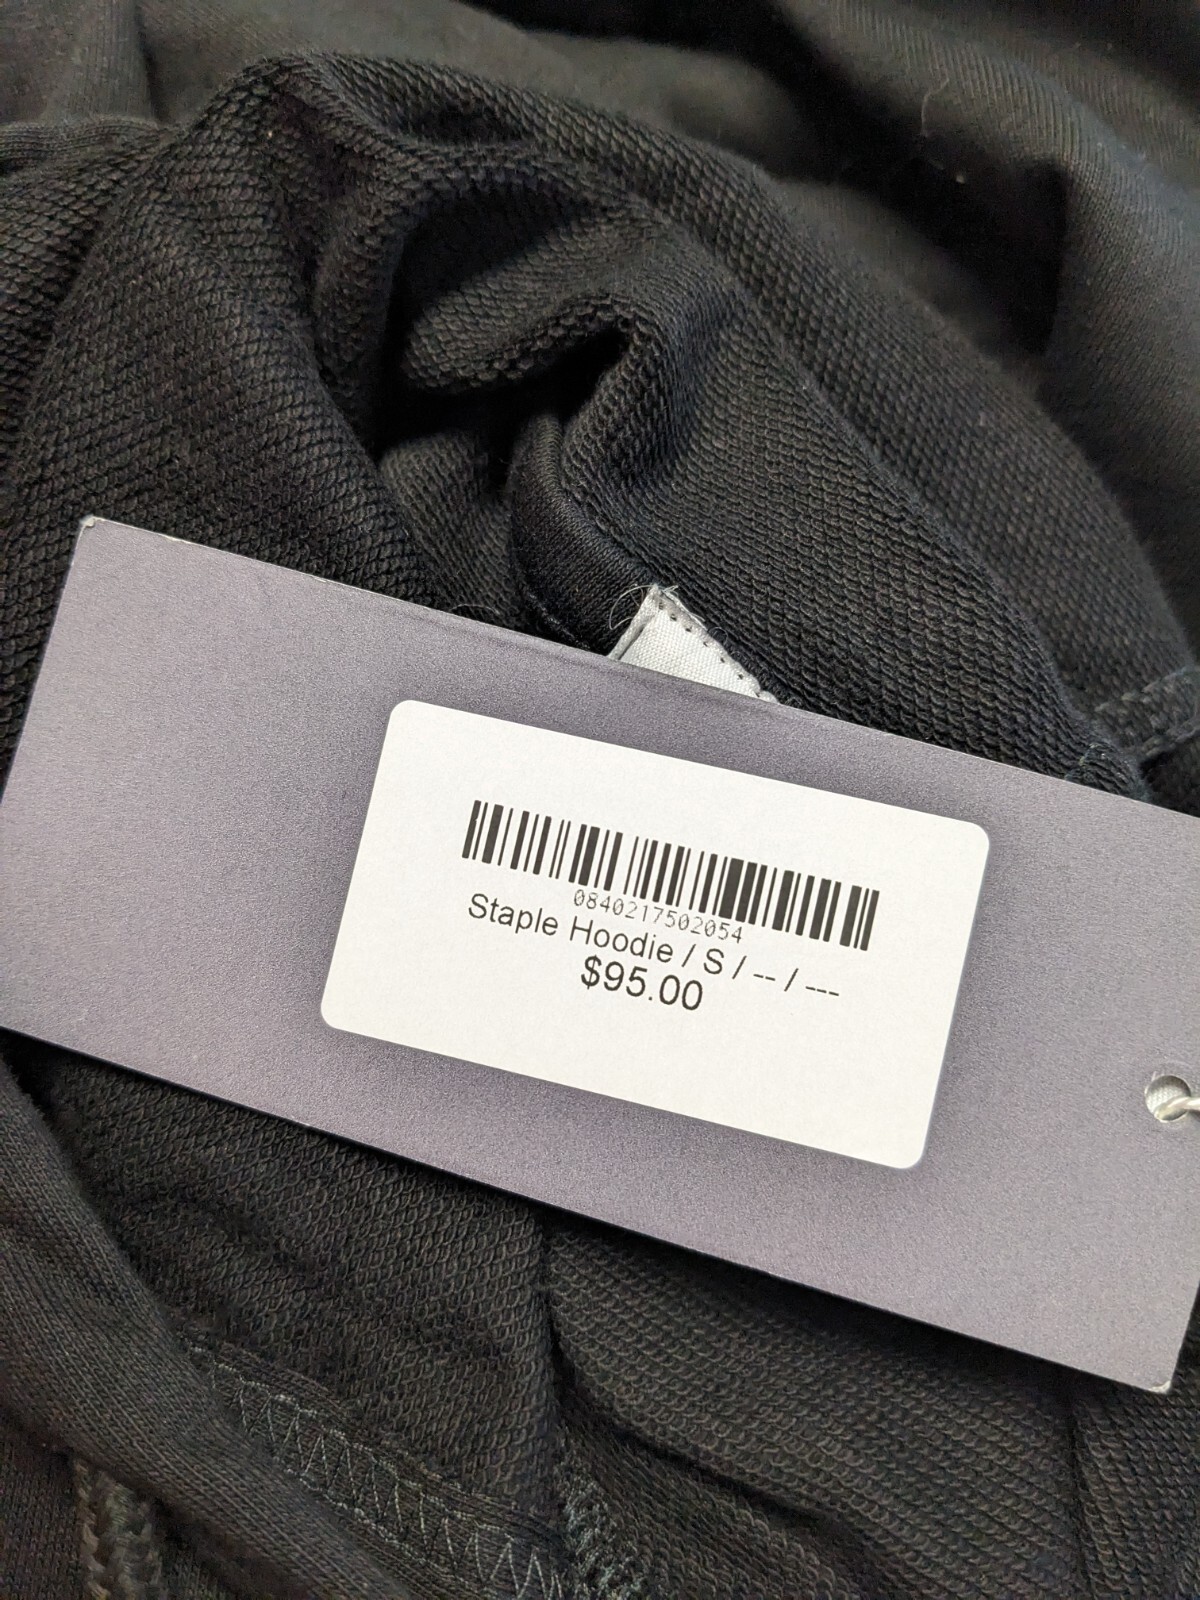 0840217502054
Staple Hoodie / S / -- / ---
$95.00